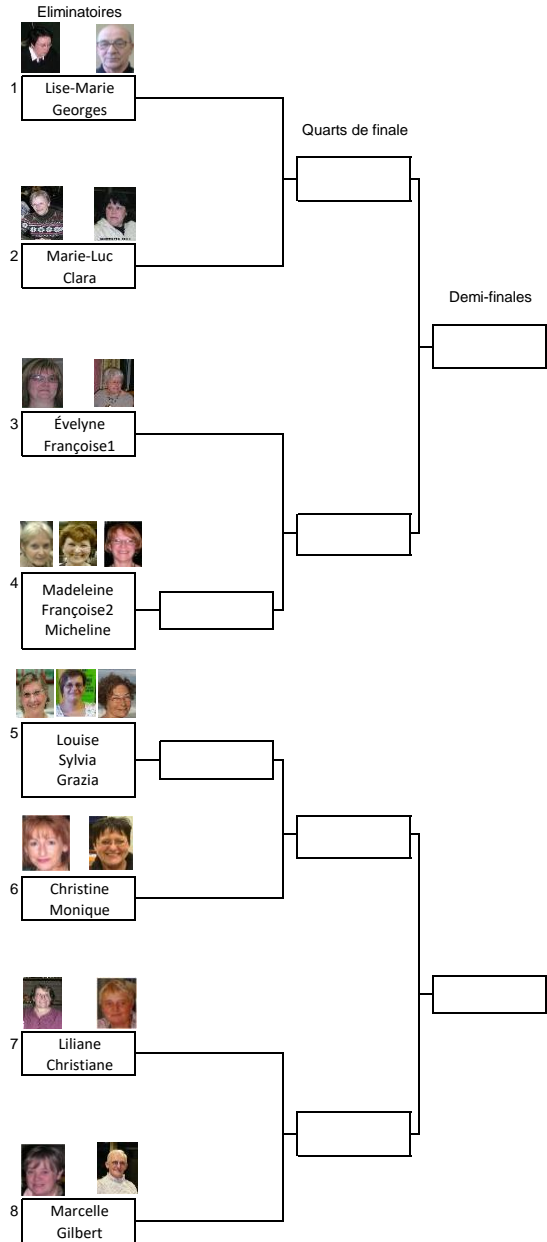 Eliminatoires
1
Lise-Marie
Georges
Quarts de finale
2
Marie-Luc
Clara
Demi-finales
3
Évelyne
Françoise1
4
Madeleine
Françoise2
Micheline
5
Louise
Sylvia
Grazia
6
Christine
Monique
7
Liliane
Christiane
8
Marcelle
Gilbert